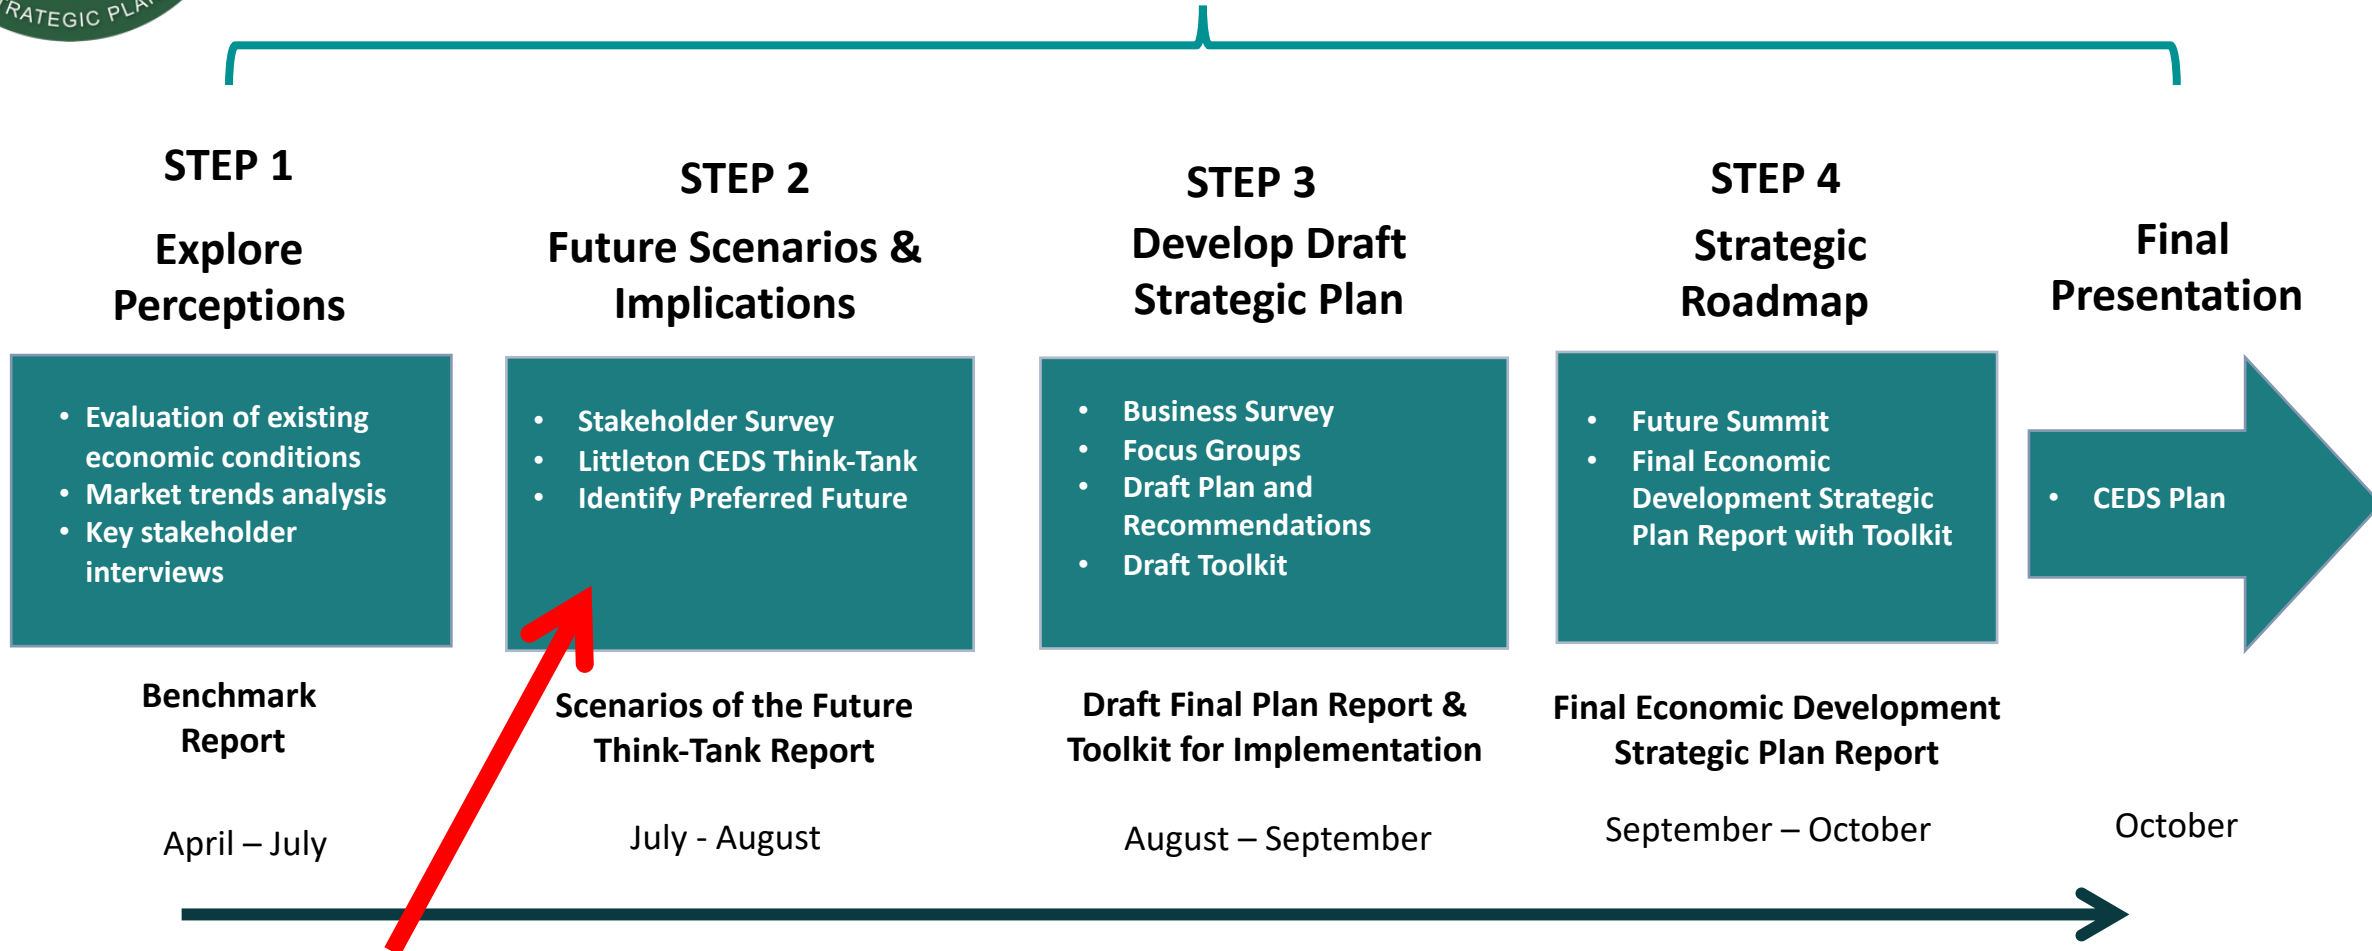 STRATEGIC PLAN
STEP 1
Explore
Perceptions
• Evaluation of existing
economic conditions
• Market trends analysis
• Key stakeholder
interviews
Benchmark
Report
April – July
STEP 2
Future Scenarios &
Implications
• Stakeholder Survey
• Littleton CEDS Think-Tank
• Identify Preferred Future
Scenarios of the Future
Think-Tank Report
July - August
STEP 3
Develop Draft
Strategic Plan
• Business Survey
• Focus Groups
• Draft Plan and
Recommendations
• Draft Toolkit
Draft Final Plan Report &
Toolkit for Implementation
August – September
STEP 4
Strategic
Roadmap
• Future Summit
• Final Economic
Development Strategic
Plan Report with Toolkit
Final Economic Development
Strategic Plan Report
September – October
Final
Presentation
• CEDS Plan
October